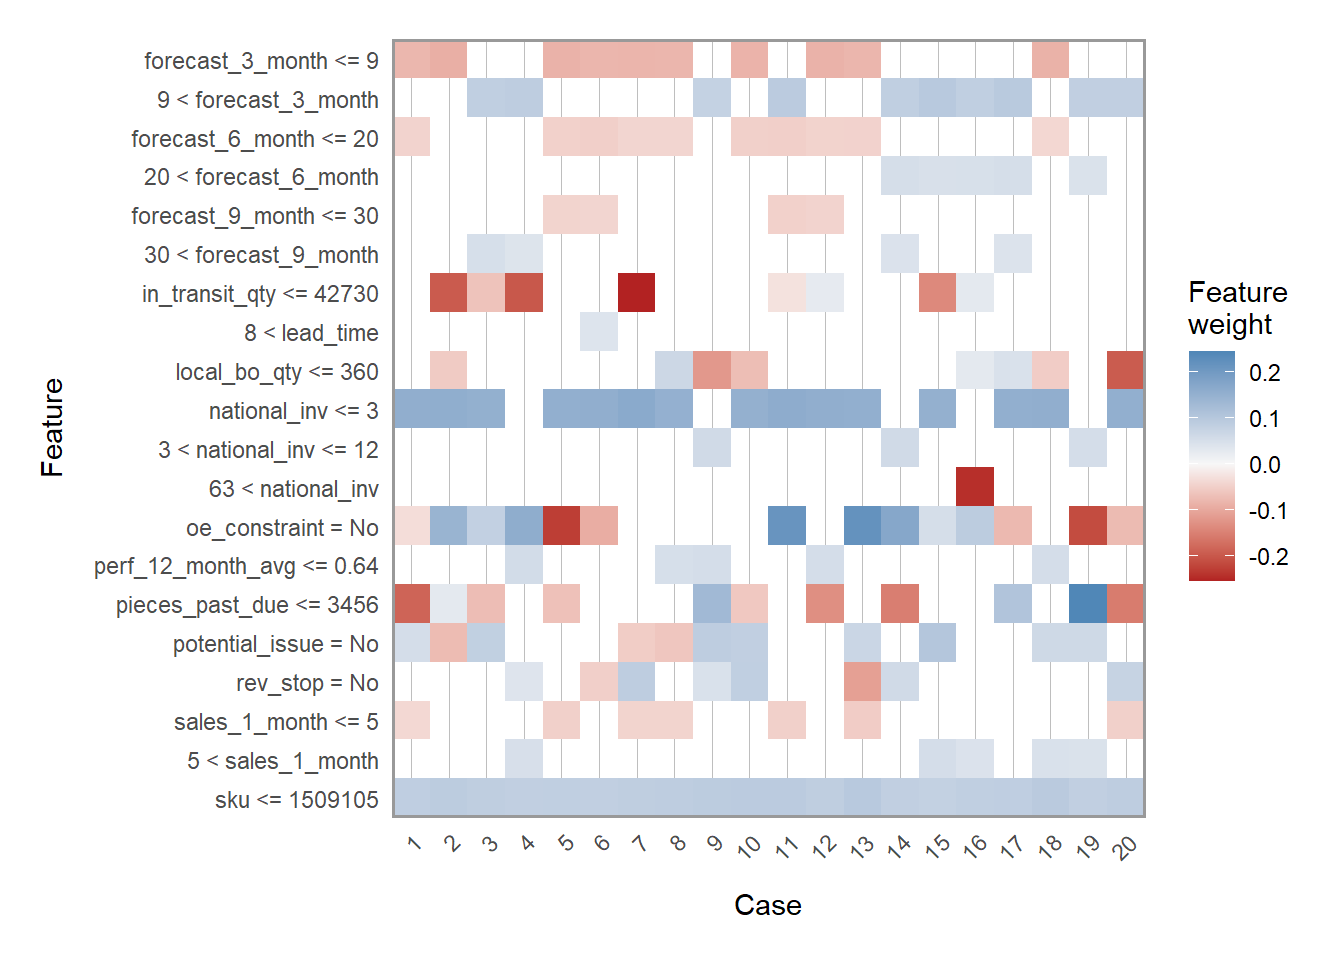 forecast_3_month <= 9
9 < forecast_3_month
forecast_6_month <= 20
20 < forecast_6_month
forecast_9_month <= 30
30 < forecast_9_month
in_transit_qty <= 42730
8 < lead_time
local_bo_qty <= 360
national_inv <= 3
3 < national_inv <= 12
63 < national_inv
oe_constraint = No
perf_12_month_avg <= 0.64
pieces_past_due <= 3456
potential_issue = No
rev_stop = No
sales_1_month <= 5
5 < sales_1_month
sku <= 1509105
Feature
1 2 3 4 5 6 7 8 9 10 11 12 13 14 15 16 17 18 19 20
Case
Feature
weight
0.2
0.1
0.0
-0.1
-0.2